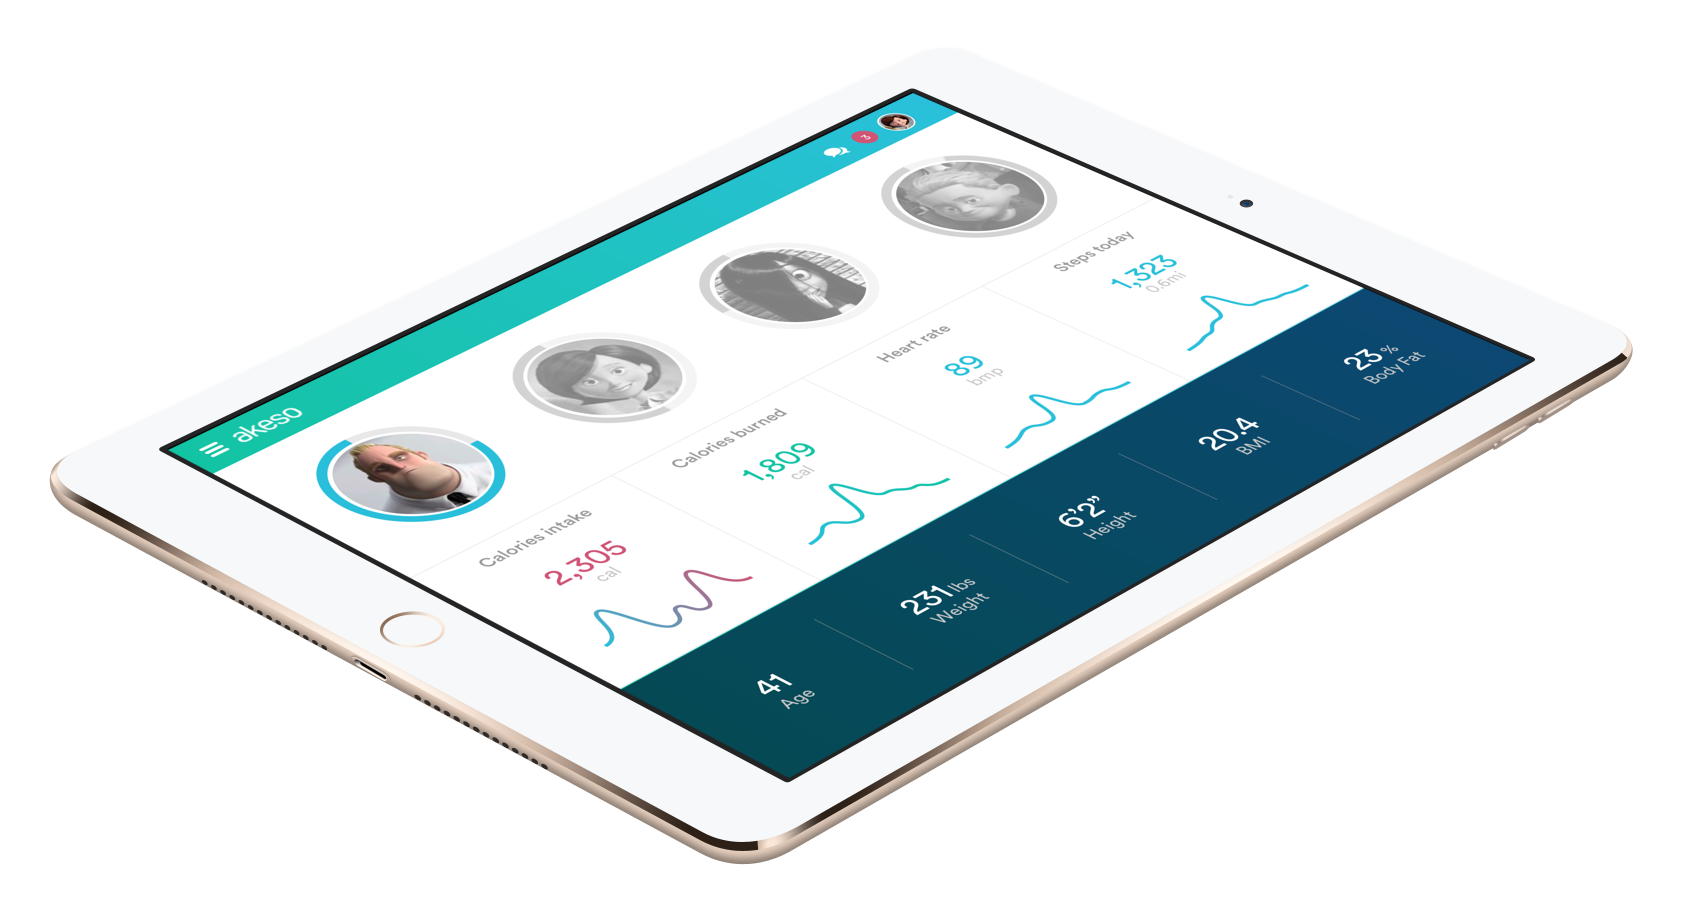 akeso
3
Calories intake
2,305
cal
Calories burned
1,809
cal
Heart rate
89
bmp
Steps today
1,323
0.6mi
41
Age
231 lbs
Weight
6’2”
Height
20.4
BMI
23 %
Body Fat